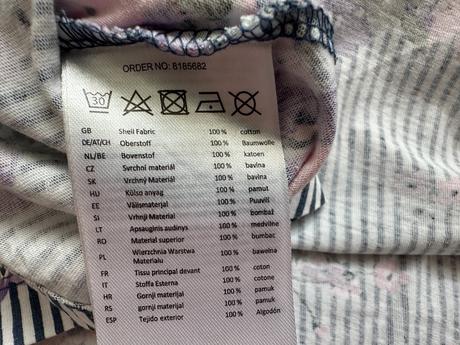 ORDER NO: 8185682
30
GB Shell Fabric 100 % cotton
DE/AT/CH Oberstoff 100 % Baumwolle
NL/BE Bovenstof 100 % katoen
CZ Svrchní materiál 100 % bavlna
SK Vrchný Materiál 100 % bavlna
HU Külső anyag 100 % pamut
EE Välismaterjal 100 % Puuvill
SI Vrhnji Material 100 % bombaž
LT Apsauginis audinys 100 % medvilnė
RO Material superior 100 % bumbac
PL Wierzchnia Warstwa Materiału 100 % bawełna
FR Tissu principal devant 100 % coton
IT Stoffa Esterna 100 % cotone
HR Gornji materijal 100 % pamuk
RS gornji materijal 100 % pamuk
ESP Tejido exterior 100 % Algodón